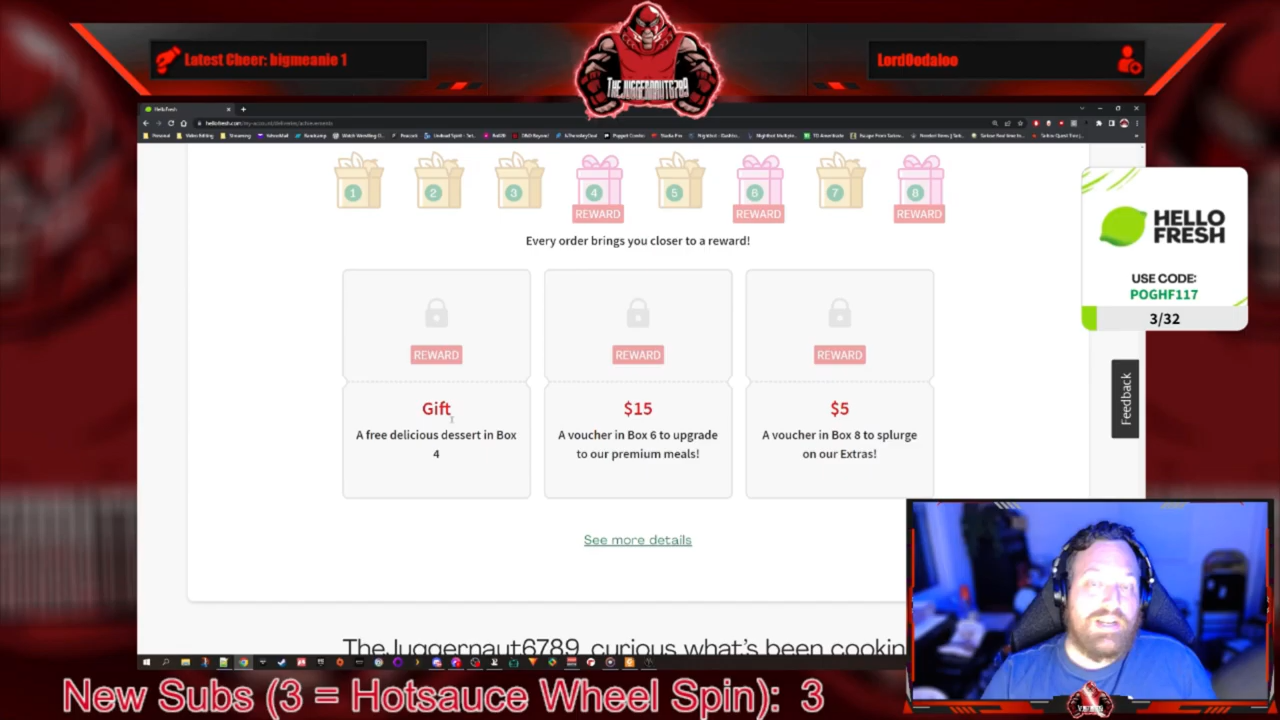 Latest Cheer: bigmeanie 1
THEJUGGERNAUT6789
LordOodaloo
HelloFresh
1 2 3 4 5 6 7 8
REWARD REWARD REWARD
Every order brings you closer to a reward!
REWARD REWARD REWARD
Gift
A free delicious dessert in Box
4
$15
A voucher in Box 6 to upgrade
to our premium meals!
$5
A voucher in Box 8 to splurge
on our Extras!
See more details
TheJuggernaut6789, curious what's been cookin
HELLO
FRESH
USE CODE:
POGHF117
3/32
Feedback
New Subs (3 = Hotsauce Wheel Spin): 3